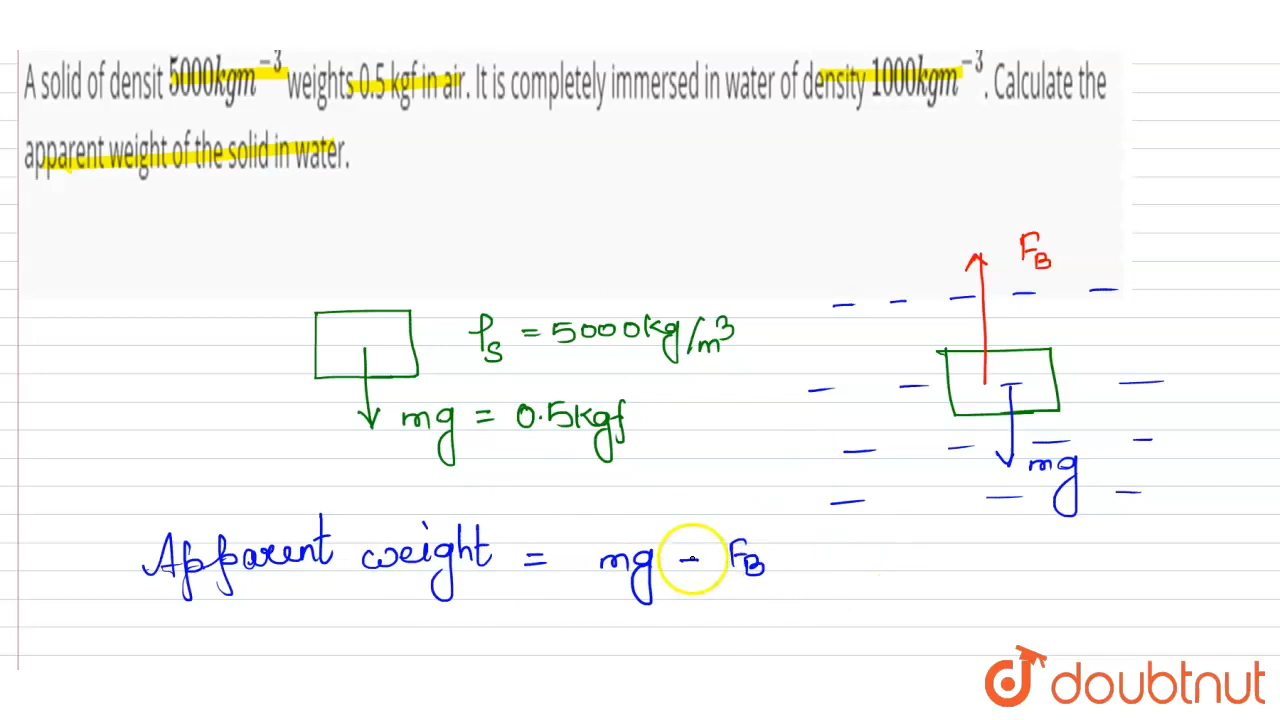 A solid of densit 5000kgm⁻³ weights 0.5 kgf in air. It is completely immersed in water of density 1000kgm⁻³. Calculate the
apparent weight of the solid in water.
F_B
ρ_S = 5000kg/m³
mg = 0.5kgf
mg
Apparent weight = mg - F_B
doubtnut